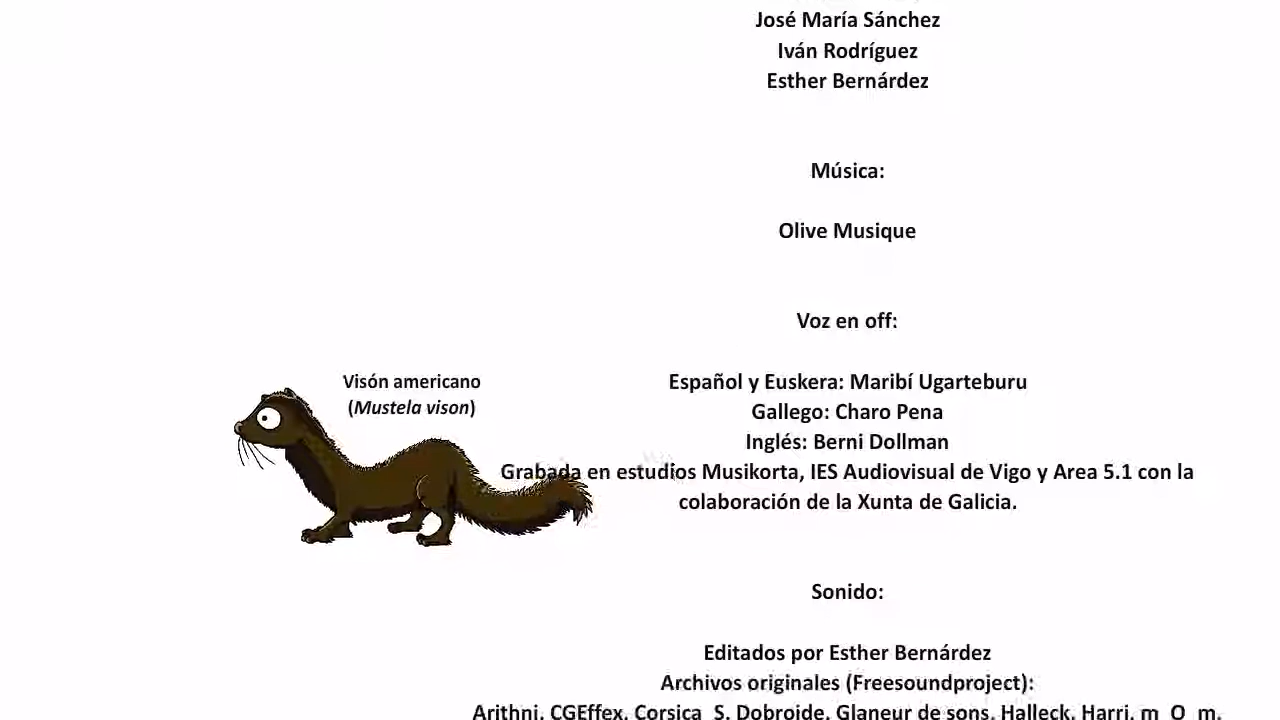 José María Sánchez
Iván Rodríguez
Esther Bernárdez
Música:
Olive Musique
Voz en off:
Visón americano
(Mustela vison)
Español y Euskera: Maribí Ugarteburu
Gallego: Charo Pena
Inglés: Berni Dollman
Grabada en estudios Musikorta, IES Audiovisual de Vigo y Area 5.1 con la
colaboración de la Xunta de Galicia.
Sonido:
Editados por Esther Bernárdez
Archivos originales (Freesoundproject):
Arithni, CGEffex, Corsica_S, Dobroide, Glaneur de sons, Halleck, Harri, m_O_m,